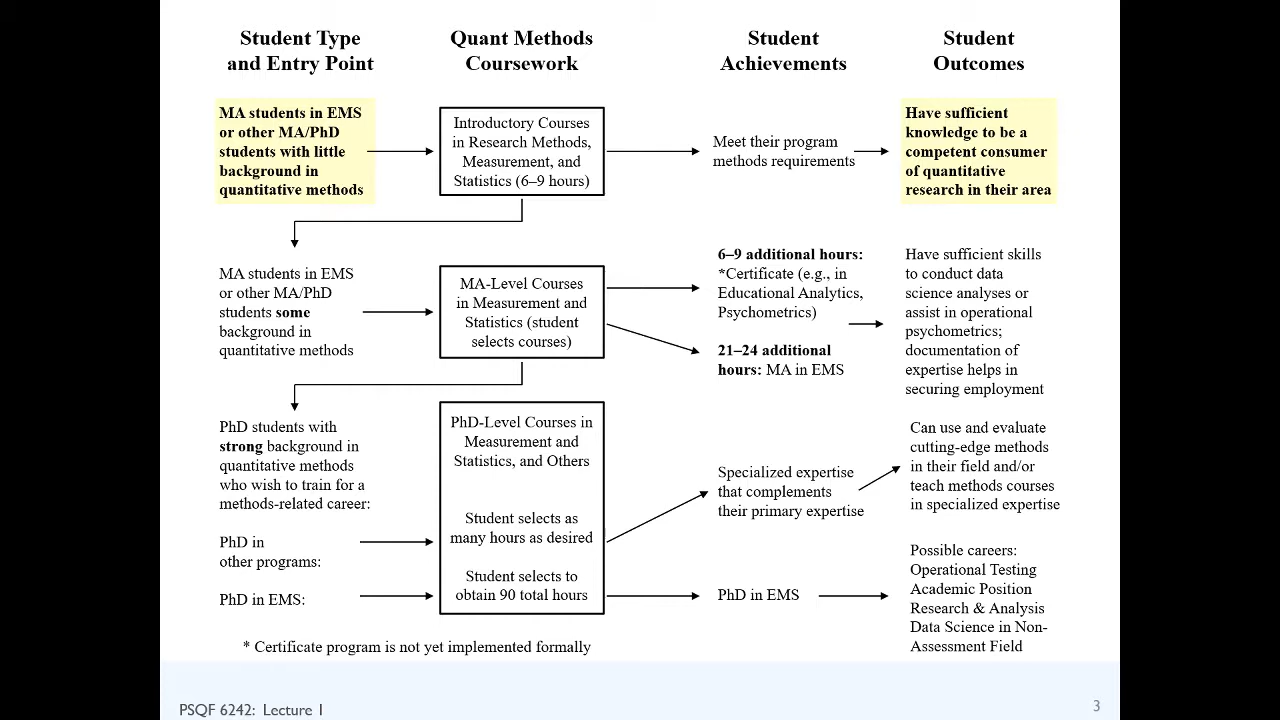 Student Type
and Entry Point
Quant Methods
Coursework
Student
Achievements
Student
Outcomes
MA students in EMS
or other MA/PhD
students with little
background in
quantitative methods
Introductory Courses
in Research Methods,
Measurement, and
Statistics (6–9 hours)
Meet their program
methods requirements
Have sufficient
knowledge to be a
competent consumer
of quantitative
research in their area
MA students in EMS
or other MA/PhD
students some
background in
quantitative methods
MA-Level Courses
in Measurement and
Statistics (student
selects courses)
6–9 additional hours:
*Certificate (e.g., in
Educational Analytics,
Psychometrics)
21–24 additional
hours: MA in EMS
Have sufficient skills
to conduct data
science analyses or
assist in operational
psychometrics;
documentation of
expertise helps in
securing employment
PhD students with
strong background in
quantitative methods
who wish to train for a
methods-related career:
PhD in
other programs:
PhD in EMS:
PhD-Level Courses in
Measurement and
Statistics, and Others
Student selects as
many hours as desired
Student selects to
obtain 90 total hours
Specialized expertise
that complements
their primary expertise
PhD in EMS
Can use and evaluate
cutting-edge methods
in their field and/or
teach methods courses
in specialized expertise
Possible careers:
Operational Testing
Academic Position
Research & Analysis
Data Science in Non-
Assessment Field
* Certificate program is not yet implemented formally
PSQF 6242: Lecture 1
3